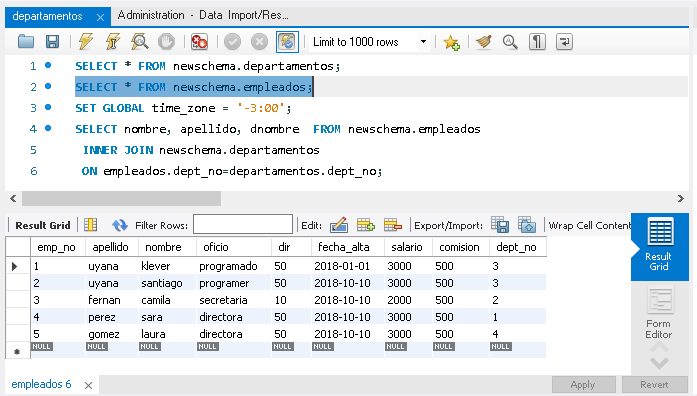 departamentos × Administration - Data Import/Res...
Limit to 1000 rows
1 SELECT * FROM newschema.departamentos;
2 SELECT * FROM newschema.empleados;
3 SET GLOBAL time_zone = '-3:00';
4 SELECT nombre, apellido, dnombre FROM newschema.empleados
5 INNER JOIN newschema.departamentos
6 ON empleados.dept_no=departamentos.dept_no;
Result Grid Filter Rows: Edit: Export/Import: Wrap Cell Content
emp_no apellido nombre oficio dir fecha_alta salario comision dept_no
1 uyana klever programado 50 2018-01-01 3000 500 3
2 uyana santiago programer 50 2018-10-10 3000 500 3
3 fernan camila secretaria 10 2018-10-10 2000 500 2
4 perez sara directora 50 2018-10-10 3000 500 1
5 gomez laura directora 50 2018-10-10 3000 500 4
NULL NULL NULL NULL NULL NULL NULL NULL NULL
Result
Grid
Form
Editor
empleados 6 × Apply Revert